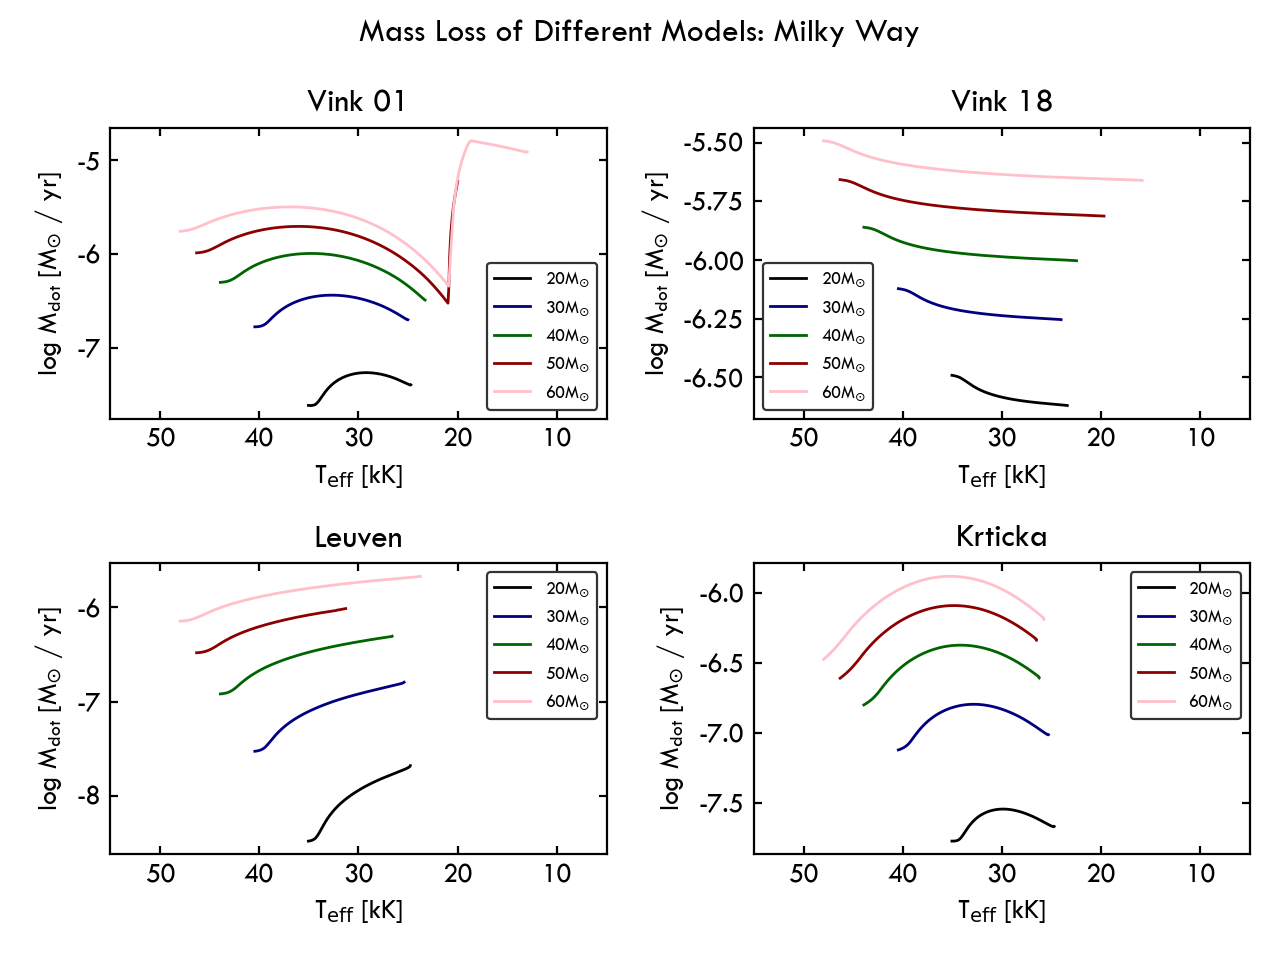 Mass Loss of Different Models: Milky Way
Vink 01
log M_dot [M⊙ / yr]
-5
-6
-7
20M⊙
30M⊙
40M⊙
50M⊙
60M⊙
50 40 30 20 10
T_eff [kK]
Vink 18
log M_dot [M⊙ / yr]
-5.50
-5.75
-6.00
-6.25
-6.50
20M⊙
30M⊙
40M⊙
50M⊙
60M⊙
50 40 30 20 10
T_eff [kK]
Leuven
log M_dot [M⊙ / yr]
-6
-7
-8
20M⊙
30M⊙
40M⊙
50M⊙
60M⊙
50 40 30 20 10
T_eff [kK]
Krticka
log M_dot [M⊙ / yr]
-6.0
-6.5
-7.0
-7.5
20M⊙
30M⊙
40M⊙
50M⊙
60M⊙
50 40 30 20 10
T_eff [kK]